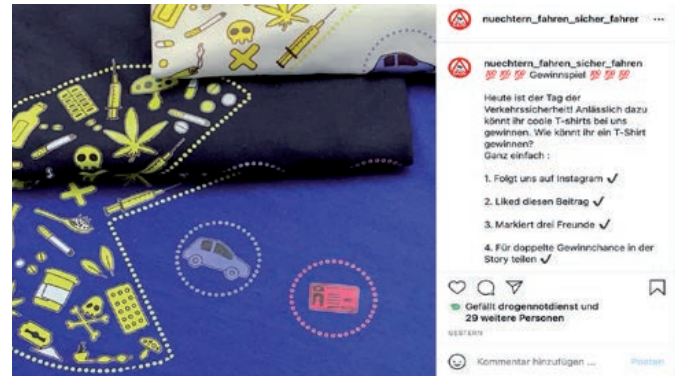 nuechtern_fahren_sicher_fahrer ...
nuechtern_fahren_sicher_fahren
💯 💯 💯 Gewinnspiel 💯 💯 💯
Heute ist der Tag der
Verkehrssicherheit! Anlässlich dazu
könnt ihr coole T-shirts bei uns
gewinnen. Wie könnt ihr ein T-Shirt
gewinnen?
Ganz einfach :
1. Folgt uns auf Instagram ✓
2. Liked diesen Beitrag ✓
3. Markiert drei Freunde ✓
4. Für doppelte Gewinnchance in der
Story teilen ✓
Gefällt drogennotdienst und
29 weitere Personen
GESTERN
Kommentar hinzufügen ... Posten